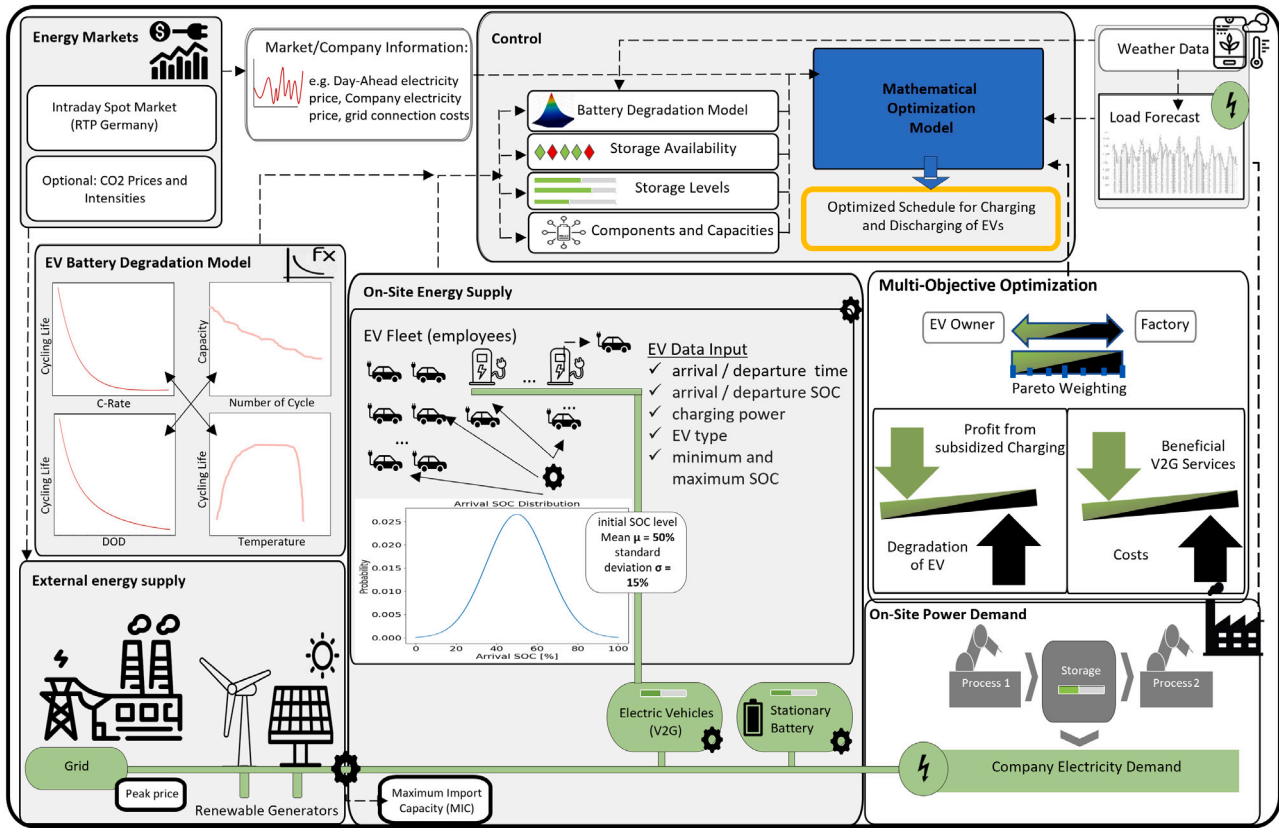 Energy Markets
Intraday Spot Market
(RTP Germany)
Optional: CO2 Prices and
Intensities
Market/Company Information:
e.g. Day-Ahead electricity
price, Company electricity
price, grid connection costs
Control
Battery Degradation Model
Storage Availability
Storage Levels
Components and Capacities
Mathematical
Optimization
Model
Optimized Schedule for Charging
and Discharging of EVs
Weather Data
Load Forecast
EV Battery Degradation Model
Fx
Cycling Life
C-Rate
Capacity
Number of Cycle
Cycling Life
DOD
Cycling Life
Temperature
On-Site Energy Supply
EV Fleet (employees)
...
...
...
EV Data Input
✓ arrival / departure time
✓ arrival / departure SOC
✓ charging power
✓ EV type
✓ minimum and
maximum SOC
Arrival SOC Distribution
Probability
0.025
0.020
0.015
0.010
0.005
0.000
0 20 40 60 80 100
Arrival SOC [%]
initial SOC level
Mean μ = 50%
standard
deviation σ =
15%
Multi-Objective Optimization
EV Owner
Factory
Pareto Weighting
Profit from
subsidized Charging
Degradation
of EV
Beneficial
V2G Services
Costs
External energy supply
Grid
Peak price
Renewable Generators
Maximum Import
Capacity (MIC)
Electric Vehicles
(V2G)
Stationary
Battery
On-Site Power Demand
Process 1
Storage
Process 2
Company Electricity Demand